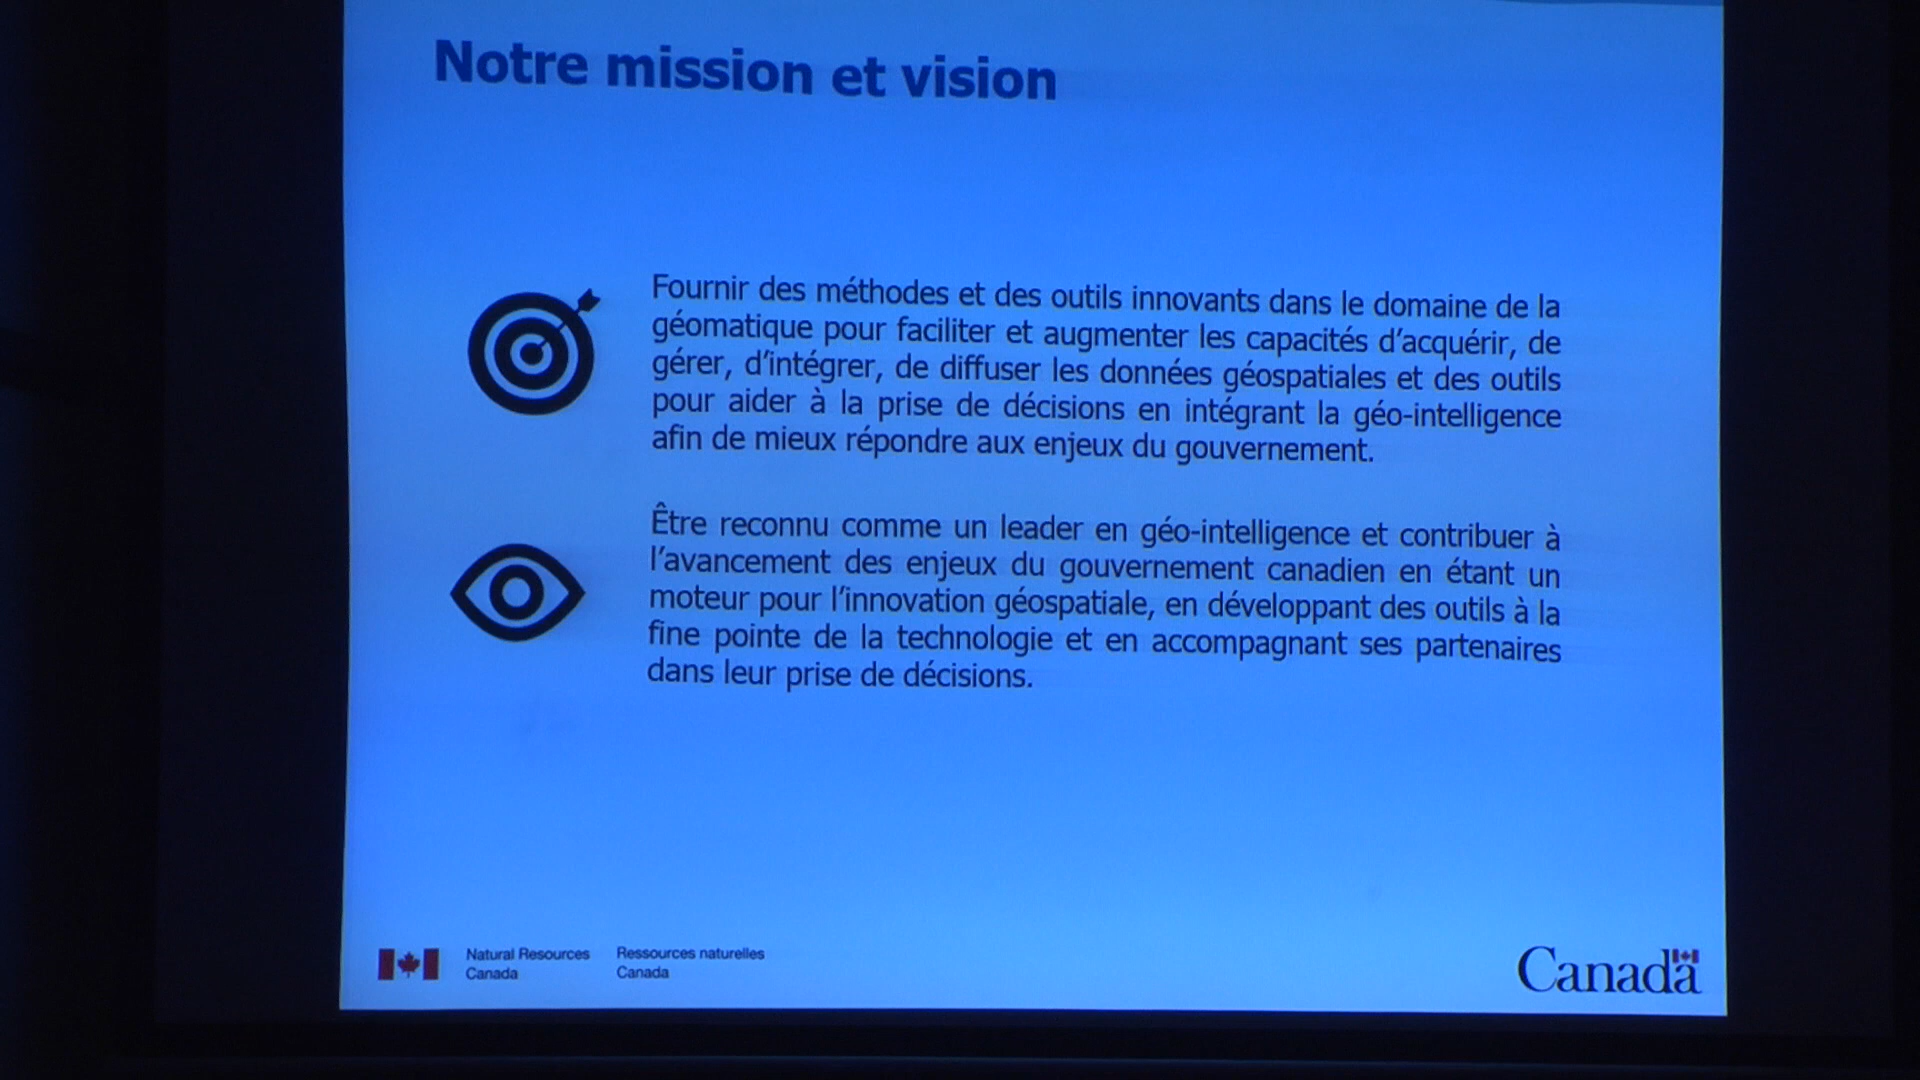 Notre mission et vision
Fournir des méthodes et des outils innovants dans le domaine de la
géomatique pour faciliter et augmenter les capacités d'acquérir, de
gérer, d'intégrer, de diffuser les données géospatiales et des outils
pour aider à la prise de décisions en intégrant la géo-intelligence
afin de mieux répondre aux enjeux du gouvernement.
Être reconnu comme un leader en géo-intelligence et contribuer à
l'avancement des enjeux du gouvernement canadien en étant un
moteur pour l'innovation géospatiale, en développant des outils à la
fine pointe de la technologie et en accompagnant ses partenaires
dans leur prise de décisions.
Natural Resources
Canada
Ressources naturelles
Canada
Canada